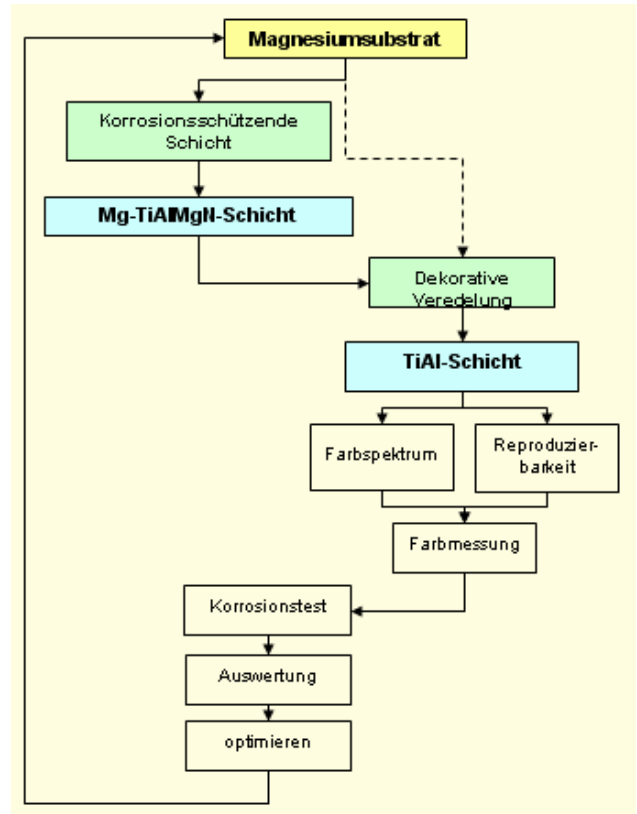 Magnesiumsubstrat
Korrosionsschützende
Schicht
Mg-TiAlMgN-Schicht
Dekorative
Veredelung
TiAl-Schicht
Farbspektrum
Reproduzier-
barkeit
Farbmessung
Korrosionstest
Auswertung
optimieren